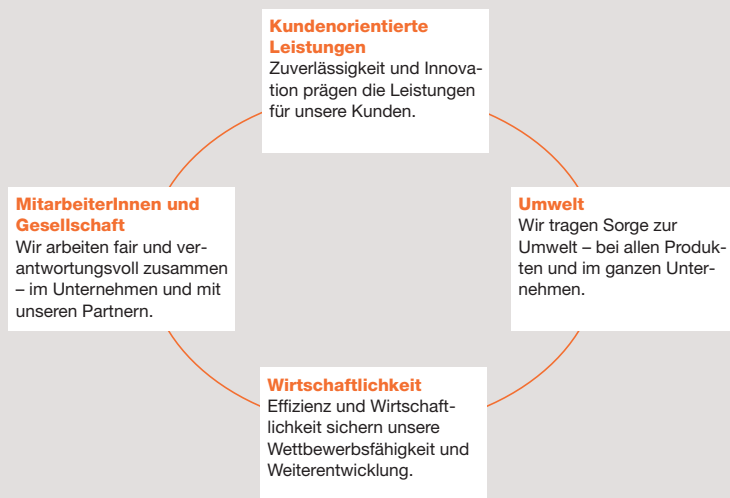 Kundenorientierte
Leistungen
Zuverlässigkeit und Innova-
tion prägen die Leistungen
für unsere Kunden.
MitarbeiterInnen und
Gesellschaft
Wir arbeiten fair und ver-
antwortungsvoll zusammen
– im Unternehmen und mit
unseren Partnern.
Umwelt
Wir tragen Sorge zur
Umwelt – bei allen Produk-
ten und im ganzen Unter-
nehmen.
Wirtschaftlichkeit
Effizienz und Wirtschaft-
lichkeit sichern unsere
Wettbewerbsfähigkeit und
Weiterentwicklung.